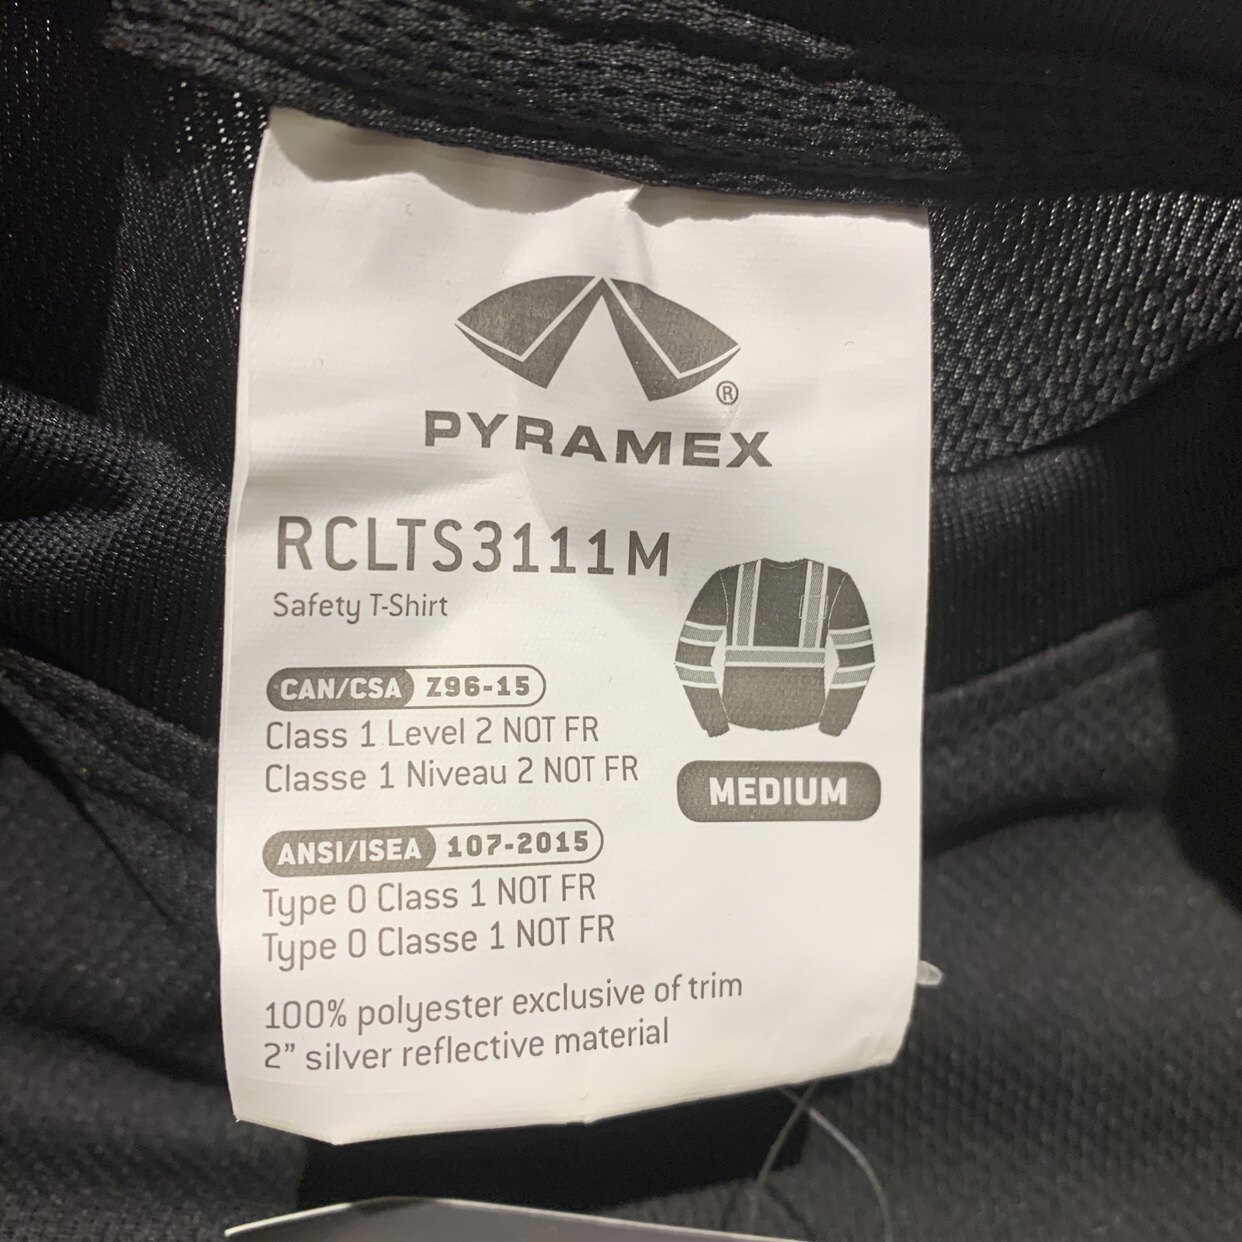 ®
PYRAMEX
RCLTS3111M
Safety T-Shirt
CAN/CSA Z96-15
Class 1 Level 2 NOT FR
Classe 1 Niveau 2 NOT FR
MEDIUM
ANSI/ISEA 107-2015
Type O Class 1 NOT FR
Type O Classe 1 NOT FR
100% polyester exclusive of trim
2” silver reflective material